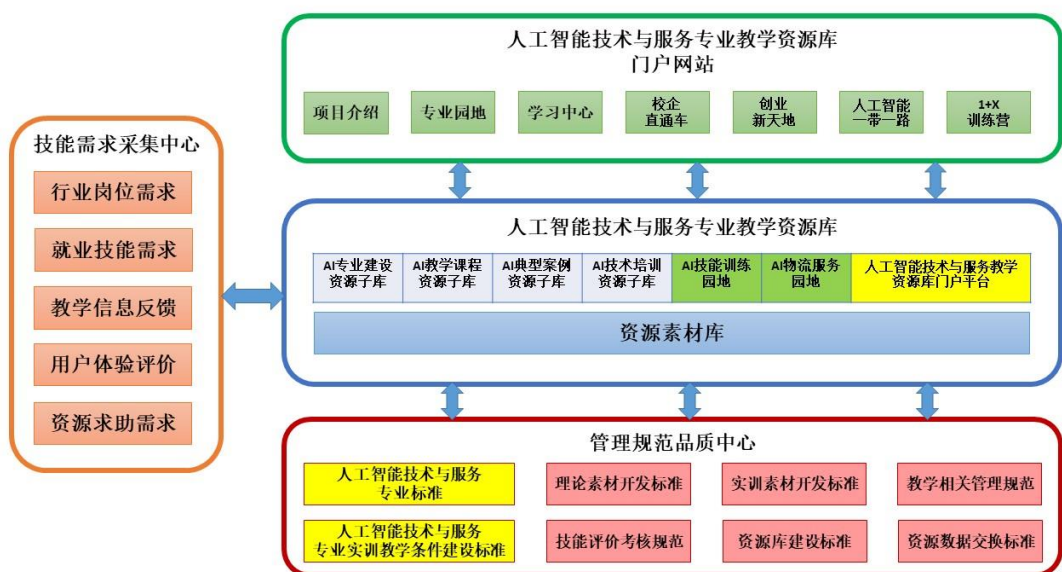 人工智能技术与服务专业教学资源库
门户网站
项目介绍
专业园地
学习中心
校企
直通车
创业
新天地
人工智能
一带一路
1+X
训练营
技能需求采集中心
行业岗位需求
就业技能需求
教学信息反馈
用户体验评价
资源求助需求
人工智能技术与服务专业教学资源库
AI专业建设
资源子库
AI教学课程
资源子库
AI典型案例
资源子库
AI技术培训
资源子库
AI技能训练
园地
AI物流服务
园地
人工智能技术与服务教学
资源库门户平台
资源素材库
管理规范品质中心
人工智能技术与服务
专业标准
理论素材开发标准
实训素材开发标准
教学相关管理规范
人工智能技术与服务
专业实训教学条件建设标准
技能评价考核规范
资源库建设标准
资源数据交换标准